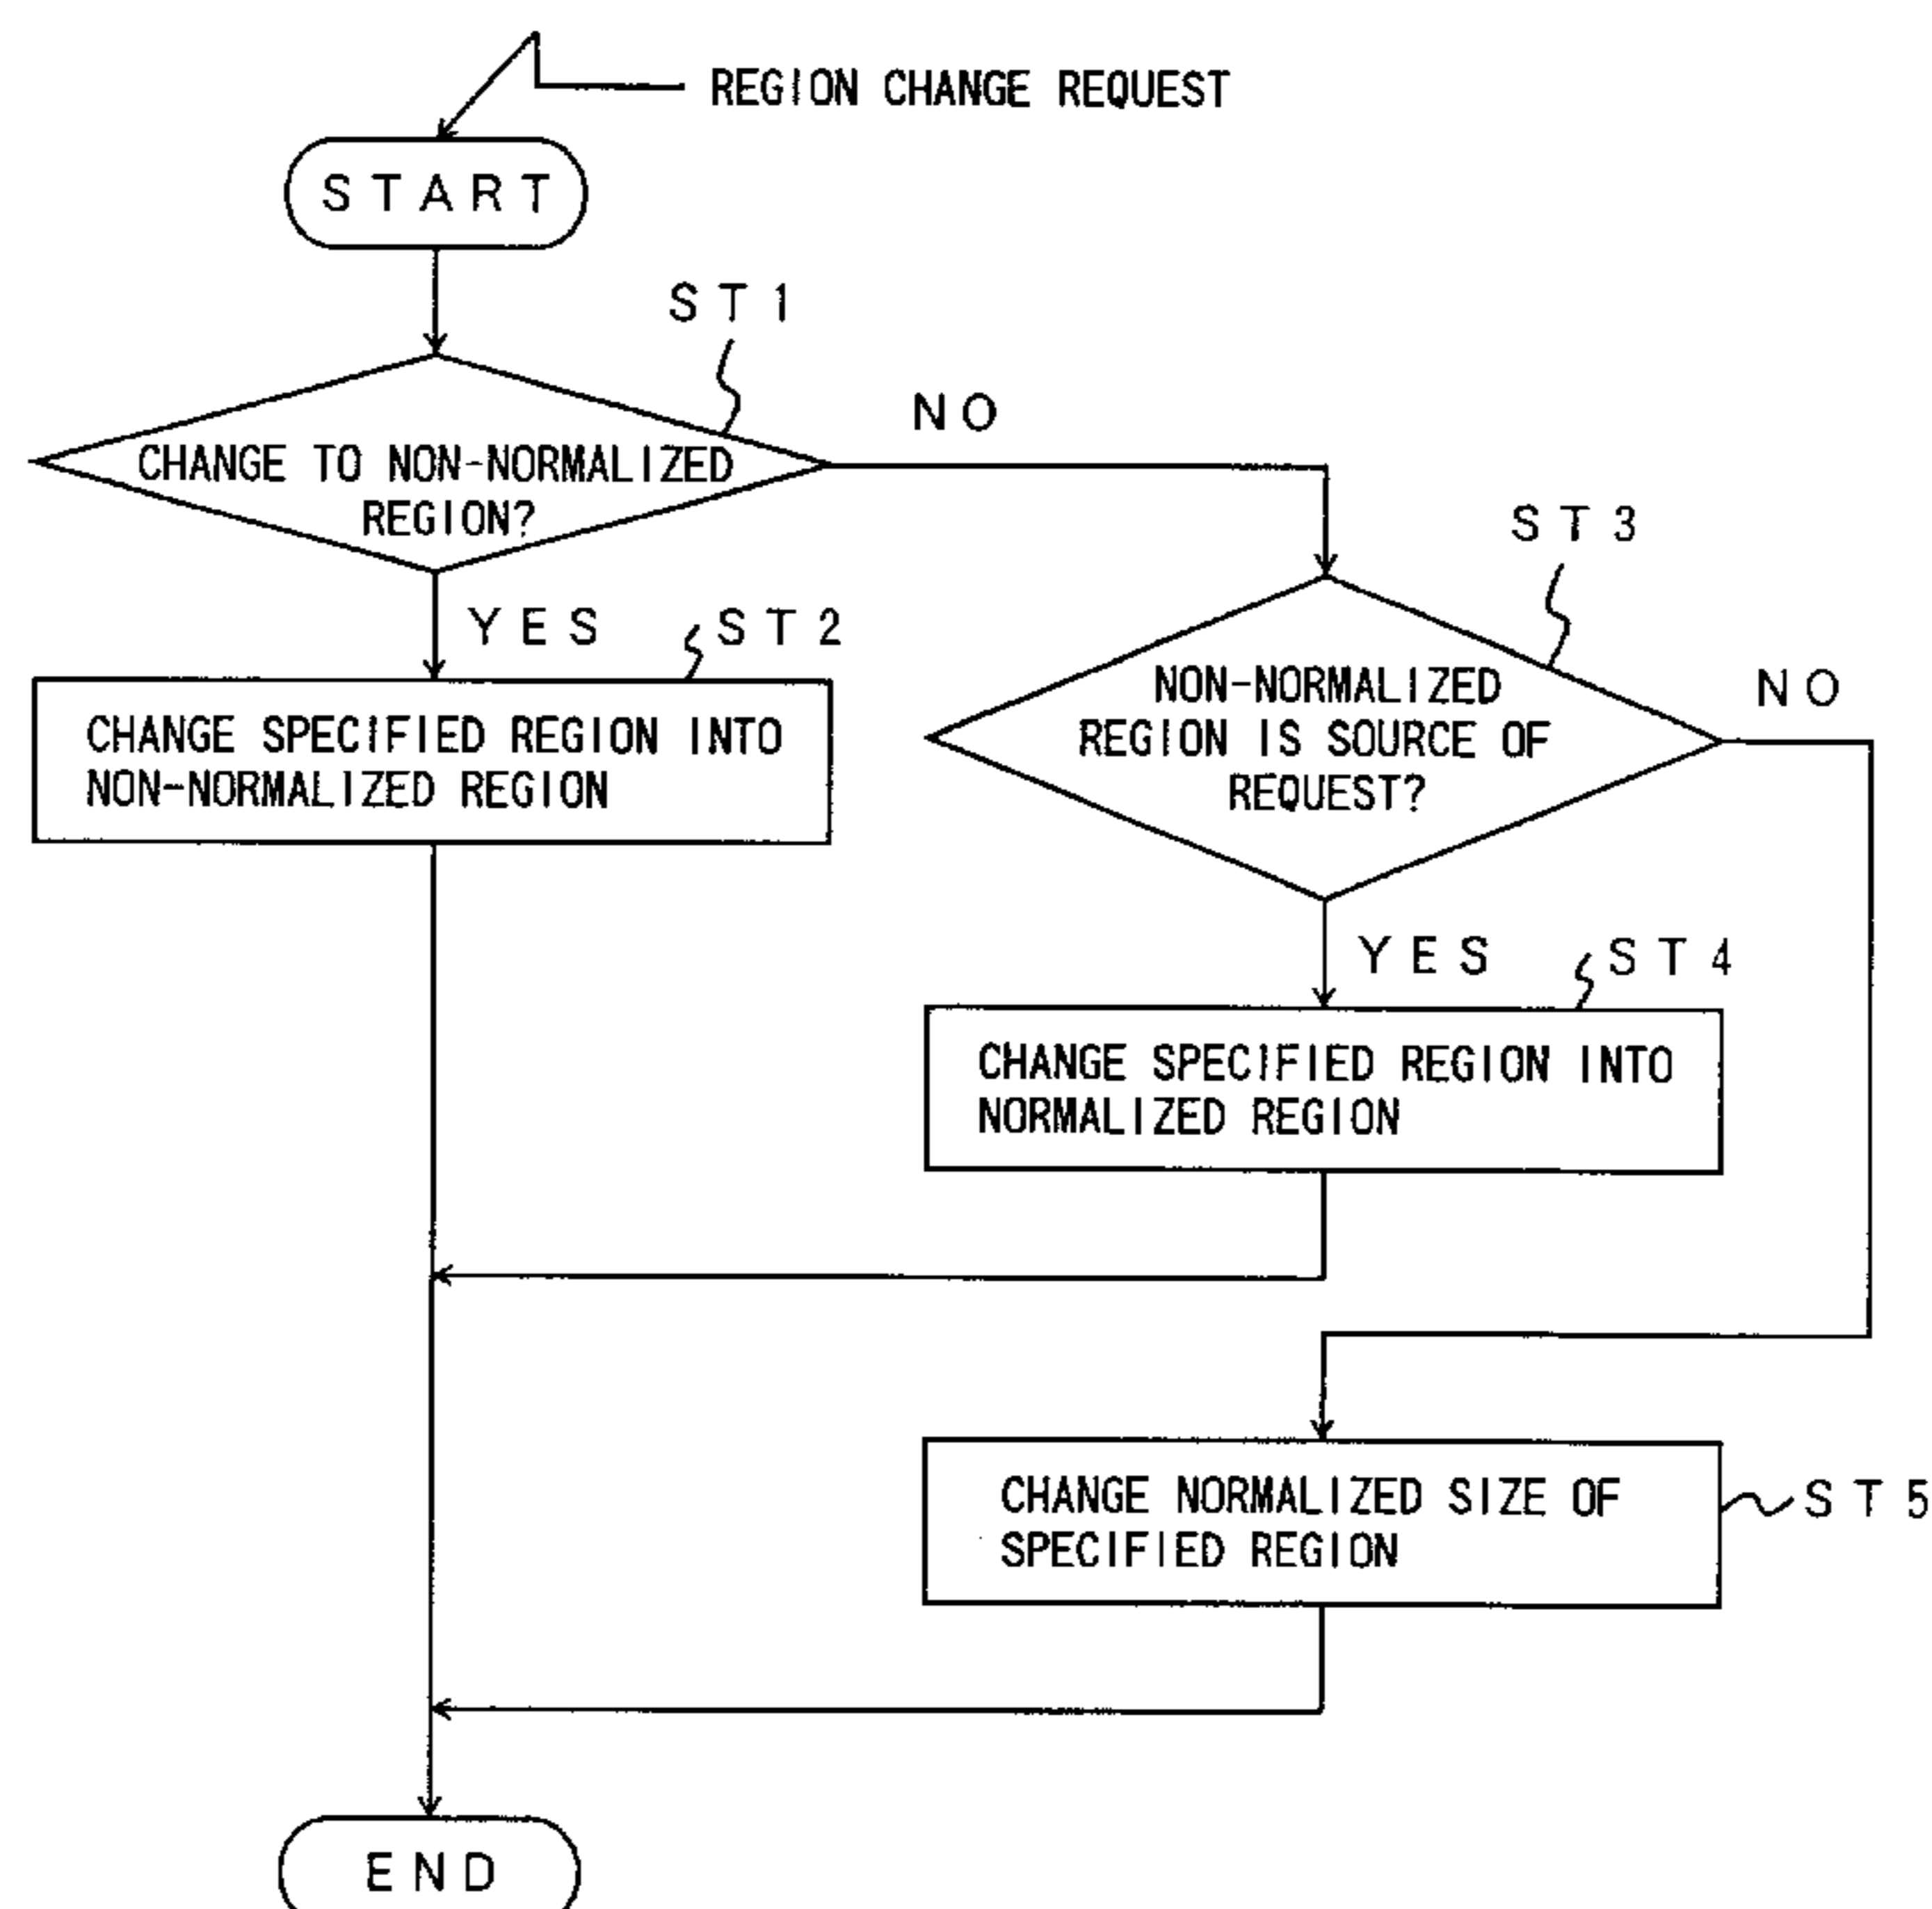 REGION CHANGE REQUEST
START
ST1
CHANGE TO NON-NORMALIZED
REGION?
NO
YES
ST2
CHANGE SPECIFIED REGION INTO
NON-NORMALIZED REGION
ST3
NON-NORMALIZED
REGION IS SOURCE OF
REQUEST?
NO
YES
ST4
CHANGE SPECIFIED REGION INTO
NORMALIZED REGION
CHANGE NORMALIZED SIZE OF
SPECIFIED REGION
ST5
END